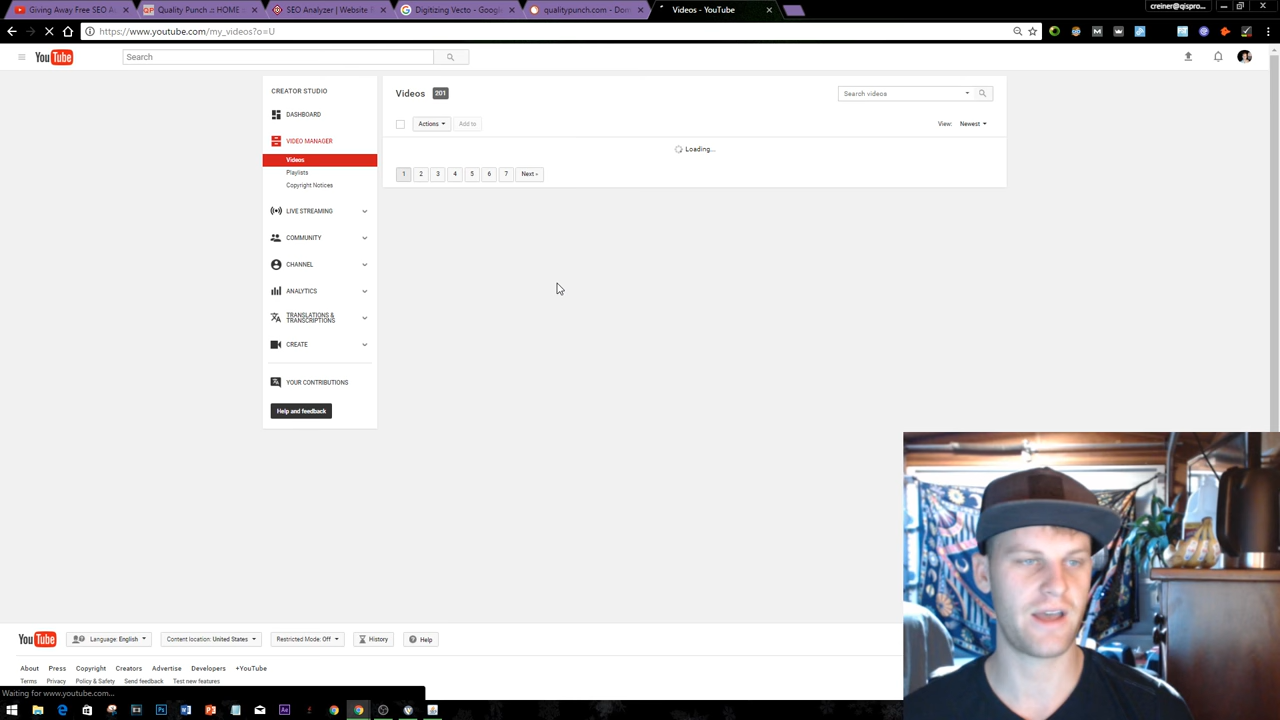 Giving Away Free SEO A
Quality Punch .:: HOME
SEO Analyzer | Website
Digitizing Vecto - Google
qualitypunch.com - Dom
Videos - YouTube
creiner@qispro...
https://www.youtube.com/my_videos?o=U
YouTube
Search
CREATOR STUDIO
DASHBOARD
VIDEO MANAGER
Videos
Playlists
Copyright Notices
LIVE STREAMING
COMMUNITY
CHANNEL
ANALYTICS
TRANSLATIONS &
TRANSCRIPTIONS
CREATE
YOUR CONTRIBUTIONS
Help and feedback
Videos 201
Search videos
Actions
Add to
View: Newest
Loading...
1 2 3 4 5 6 7 Next »
YouTube
Language: English
Content location: United States
Restricted Mode: Off
History
Help
About Press Copyright Creators Advertise Developers +YouTube
Terms Privacy Policy & Safety Send feedback Test new features
Waiting for www.youtube.com...